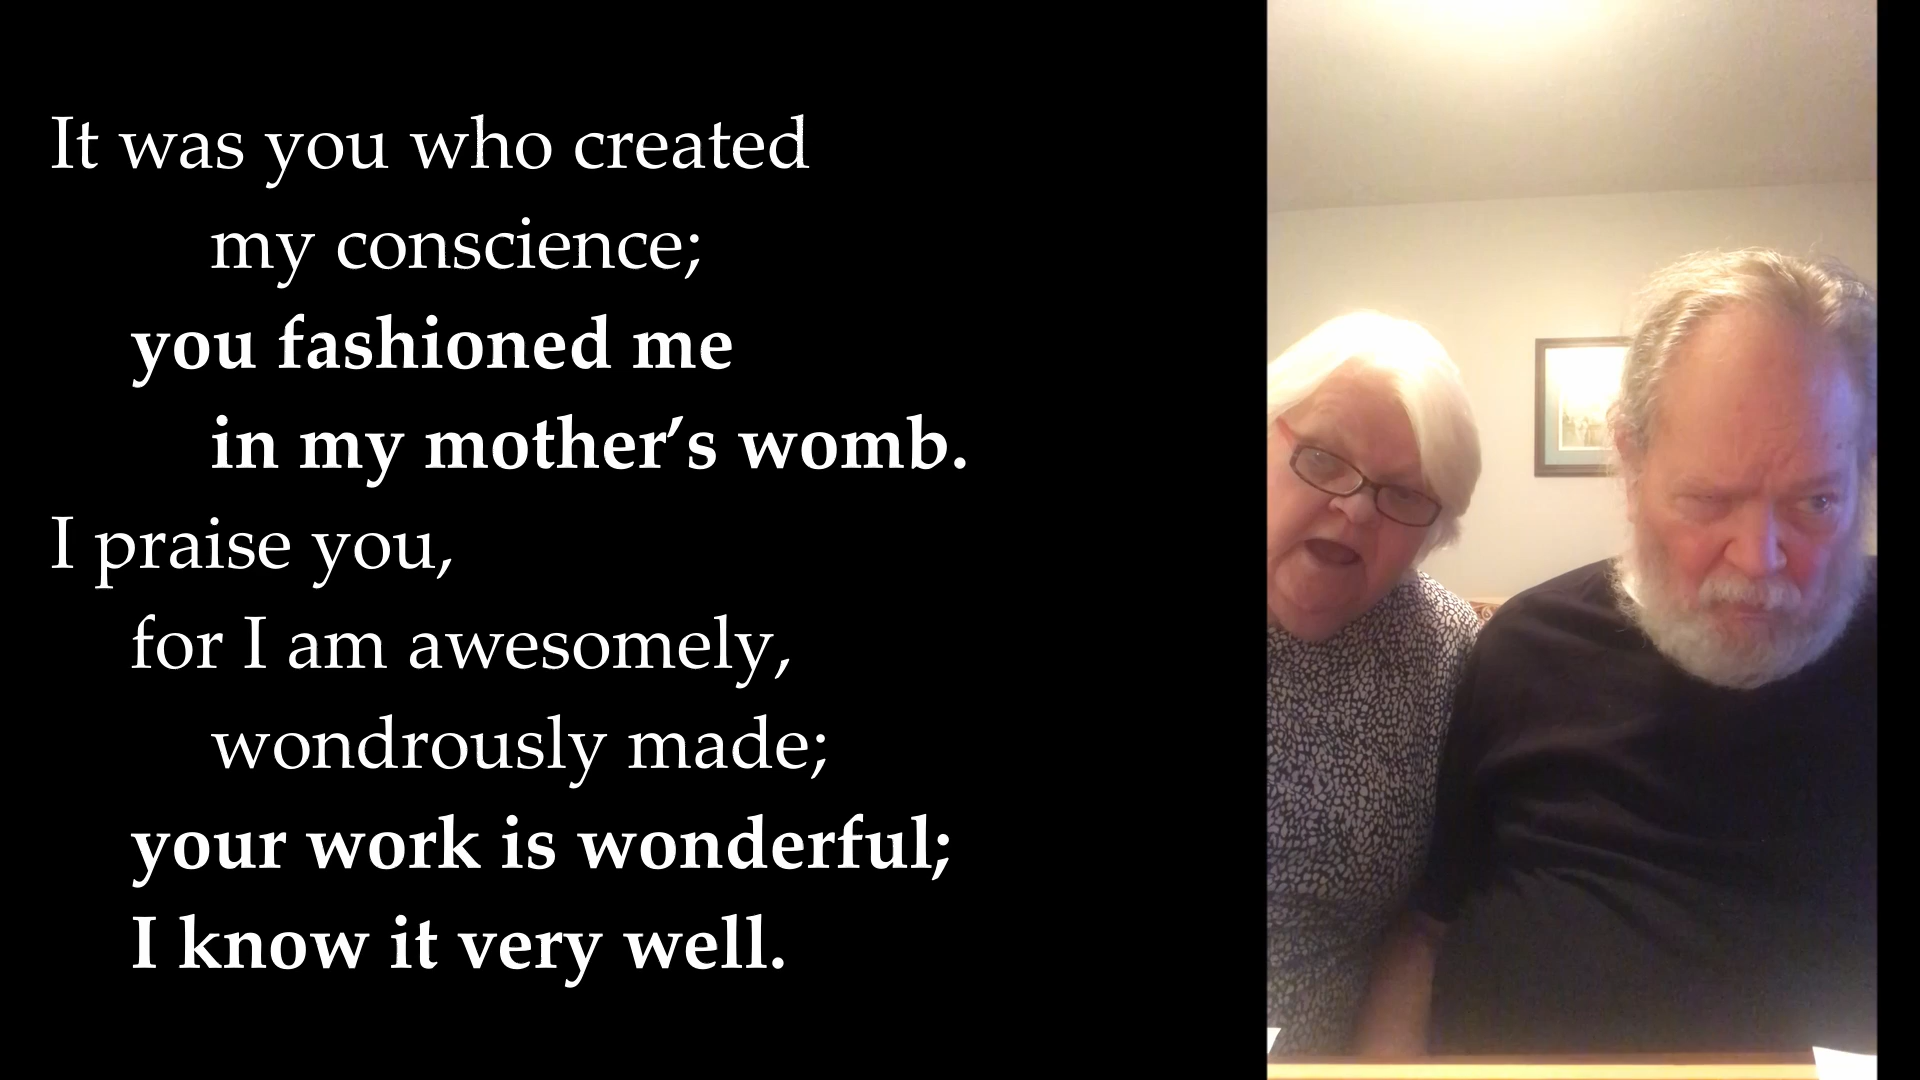 It was you who created
my conscience;
you fashioned me
in my mother’s womb.
I praise you,
for I am awesomely,
wondrously made;
your work is wonderful;
I know it very well.